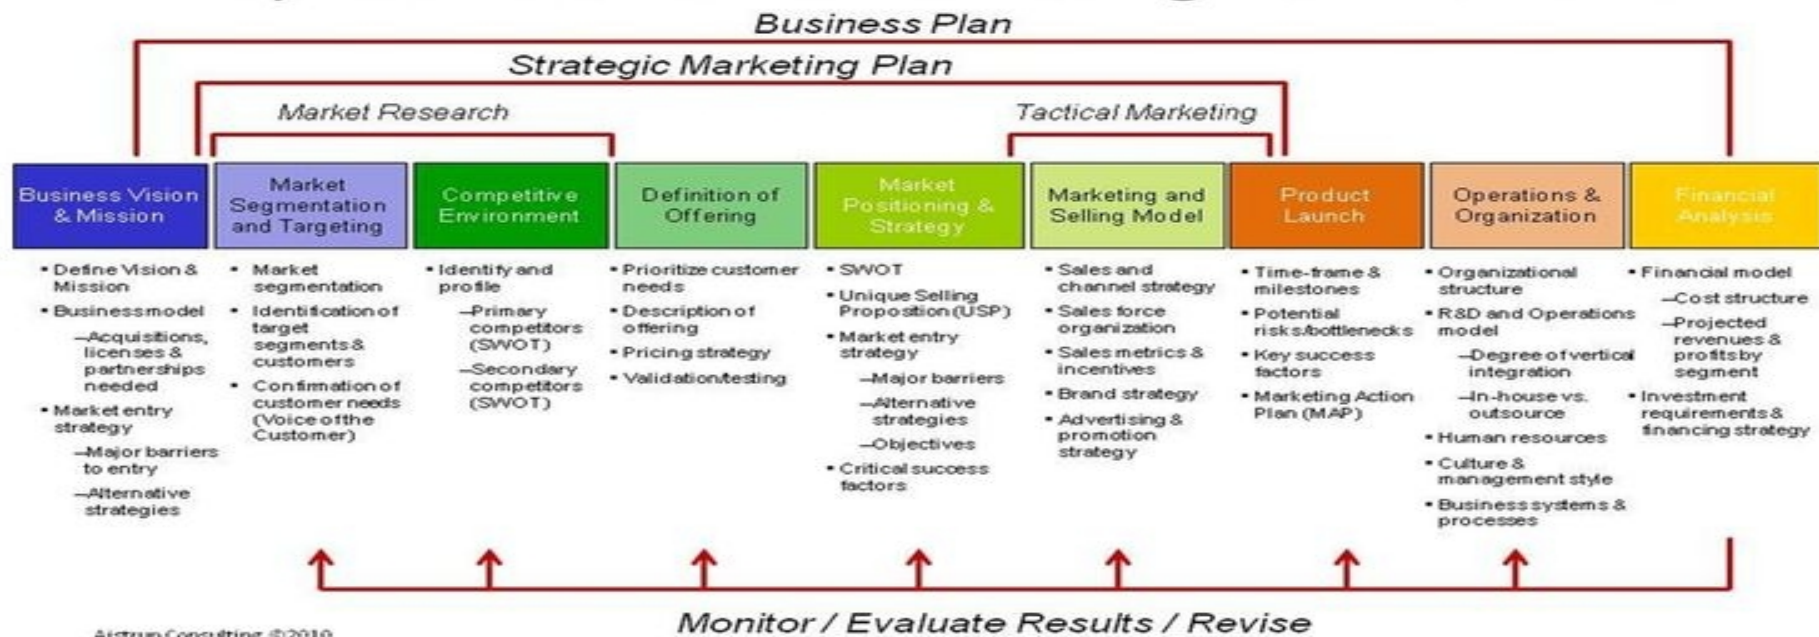 Business Plan
Strategic Marketing Plan
Market Research
Tactical Marketing
Business Vision
& Mission
Market
Segmentation
and Targeting
Competitive
Environment
Definition of
Offering
Market
Positioning &
Strategy
Marketing and
Selling Model
Product
Launch
Operations &
Organization
Financial
Analysis
• Define Vision &
Mission
• Business model
–Acquisitions,
licenses &
partnerships
needed
• Market entry
strategy
–Major barriers
to entry
–Alternative
strategies
• Market
segmentation
• Identification of
target
segments &
customers
• Confirmation of
customer needs
(Voice of the
Customer)
• Identify and
profile
–Primary
competitors
(SWOT)
–Secondary
competitors
(SWOT)
• Prioritize customer
needs
• Description of
offering
• Pricing strategy
• Validation/testing
• SWOT
• Unique Selling
Proposition (USP)
• Market entry
strategy
–Major barriers
–Alternative
strategies
–Objectives
• Critical success
factors
• Sales and
channel strategy
• Sales force
organization
• Sales metrics &
incentives
• Brand strategy
• Advertising &
promotion
strategy
• Time-frame &
milestones
• Potential
risks/bottlenecks
• Key success
factors
• Marketing Action
Plan (MAP)
• Organizational
structure
• R&D and Operations
model
–Degree of vertical
integration
–In-house vs.
outsource
• Human resources
• Culture &
management style
• Business systems &
processes
• Financial model
–Cost structure
–Projected
revenues &
profits by
segment
• Investment
requirements &
financing strategy
Monitor / Evaluate Results / Revise
Consulting ©2010